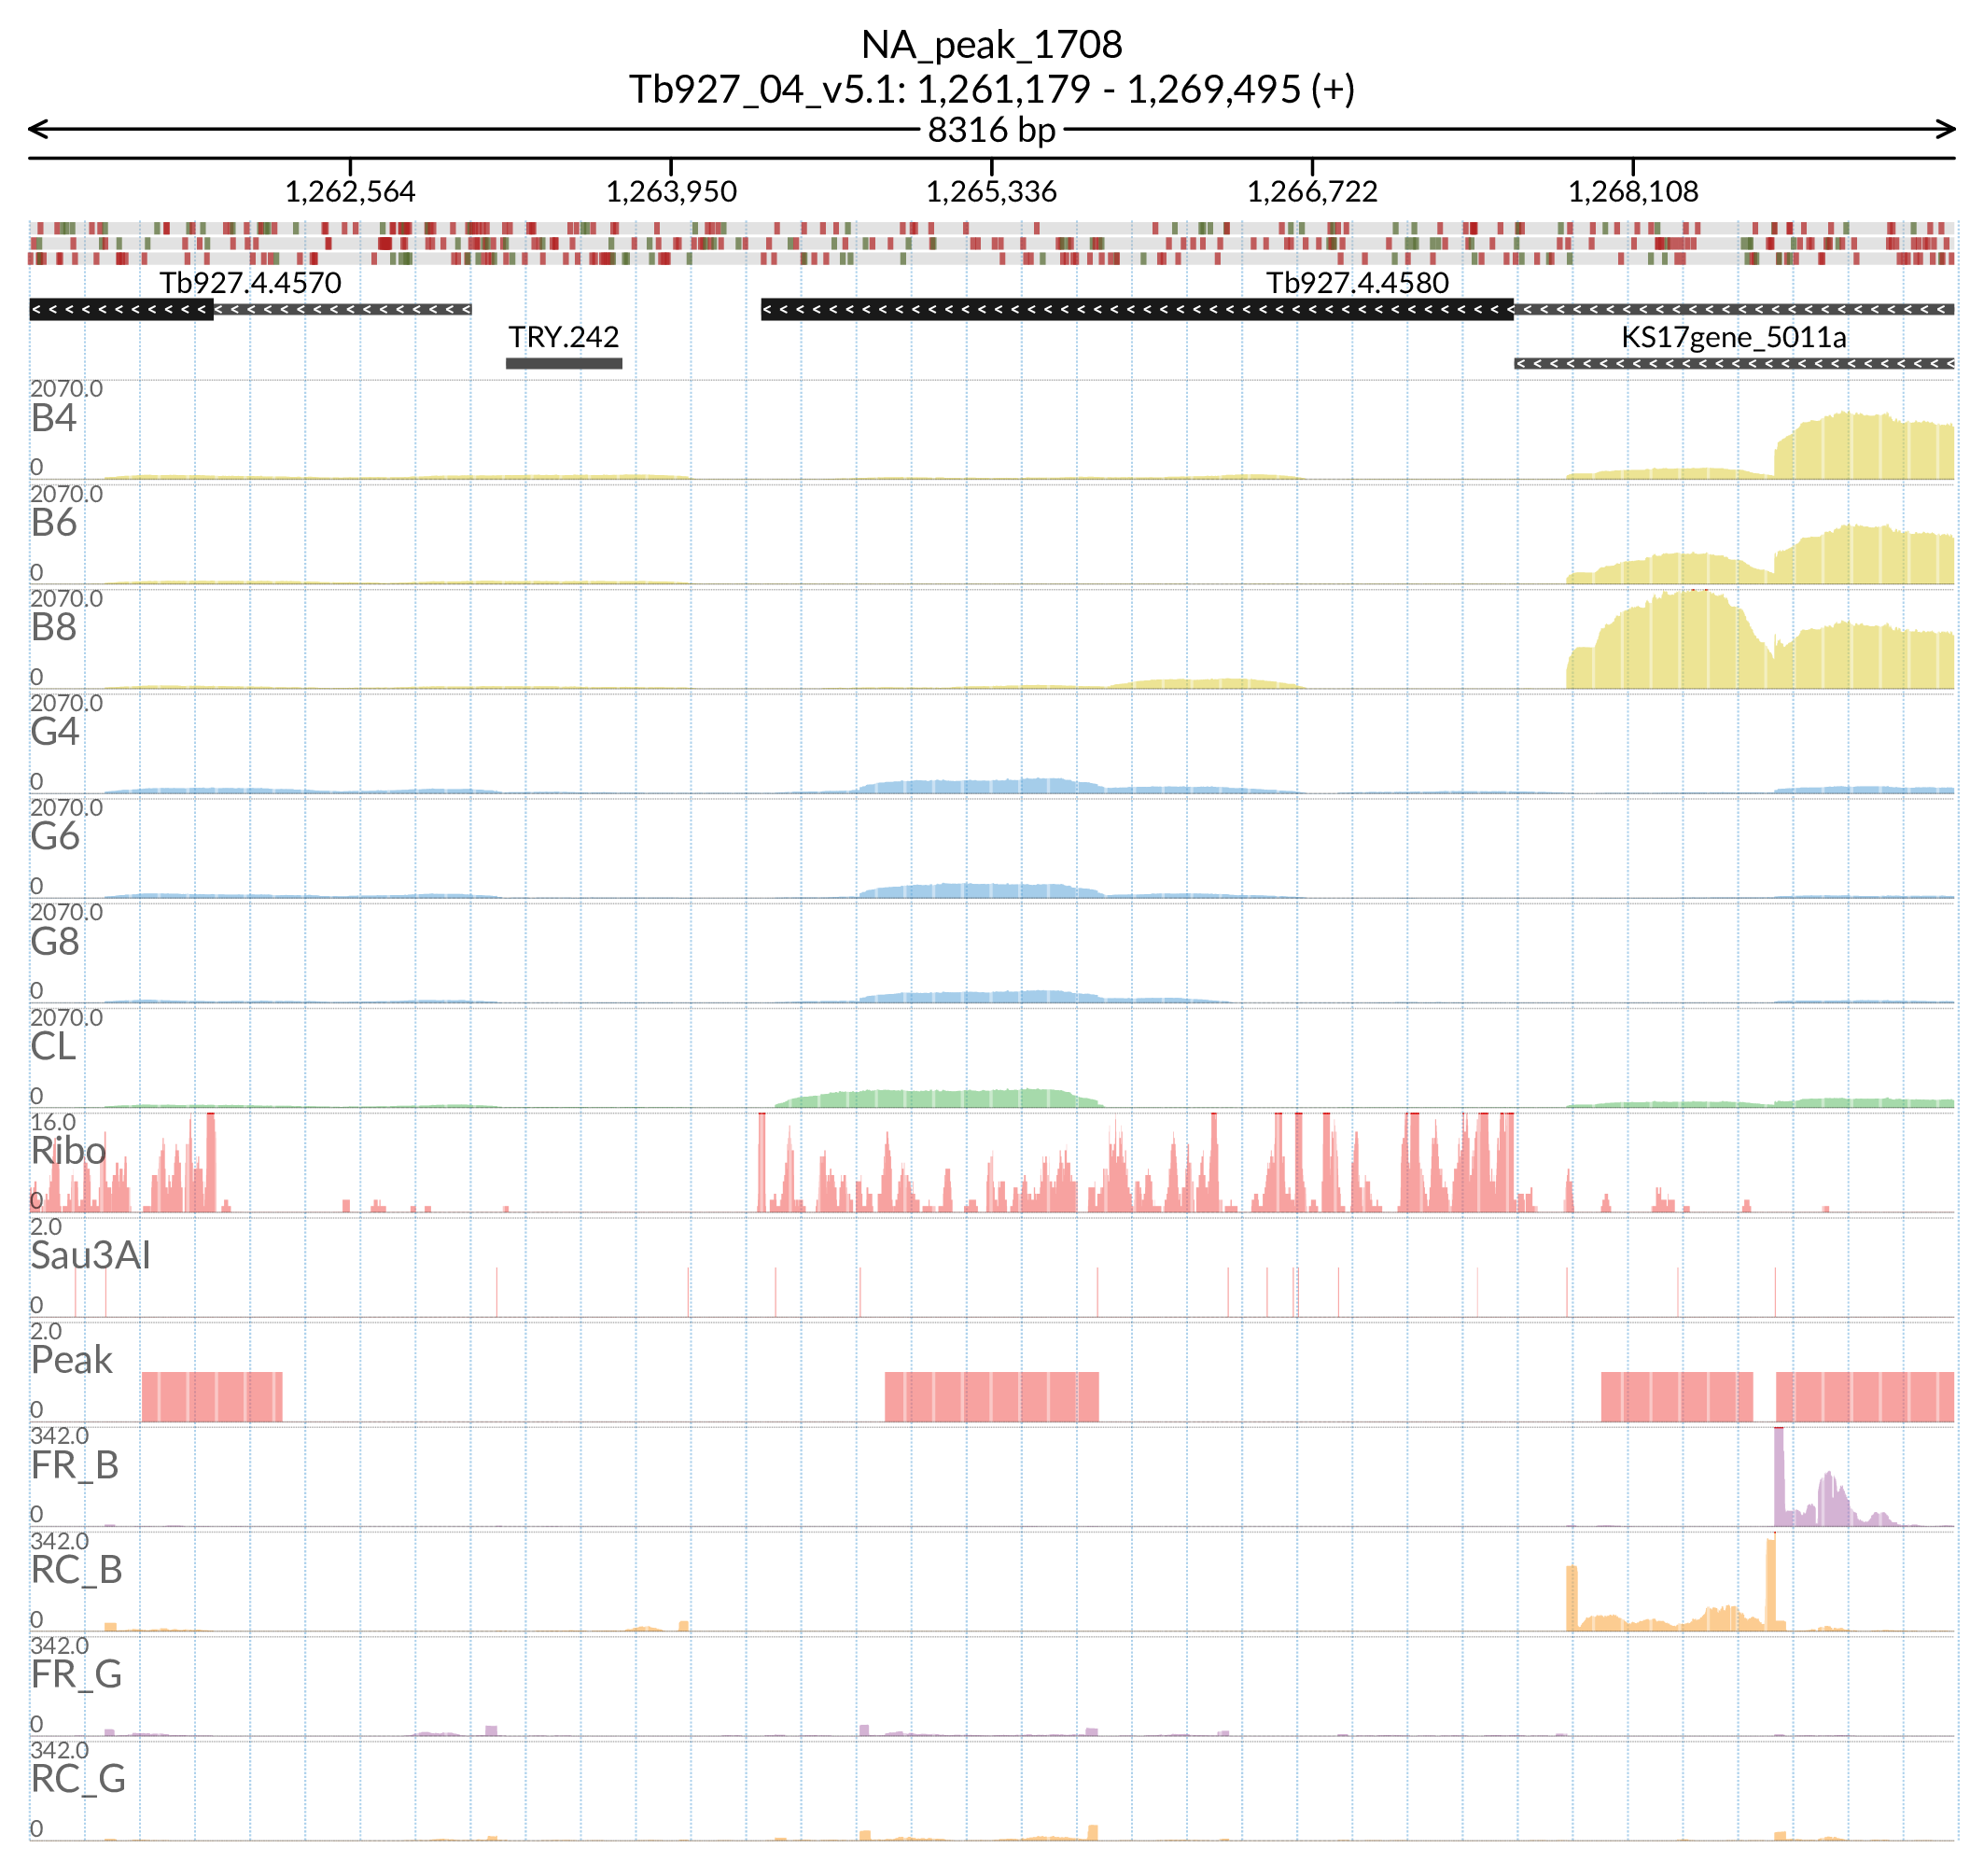 NA_peak_1708
Tb927_04_v5.1: 1,261,179 - 1,269,495 (+)
8316 bp
1,262,564 1,263,950 1,265,336 1,266,722 1,268,108
Tb927.4.4570 Tb927.4.4580
TRY.242 KS17gene_5011a
2070.0
B4
0
2070.0
B6
0
2070.0
B8
0
2070.0
G4
0
2070.0
G6
0
2070.0
G8
0
2070.0
CL
0
16.0
Ribo
0
2.0
Sau3AI
0
2.0
Peak
0
342.0
FR_B
0
342.0
RC_B
0
342.0
FR_G
0
342.0
RC_G
0